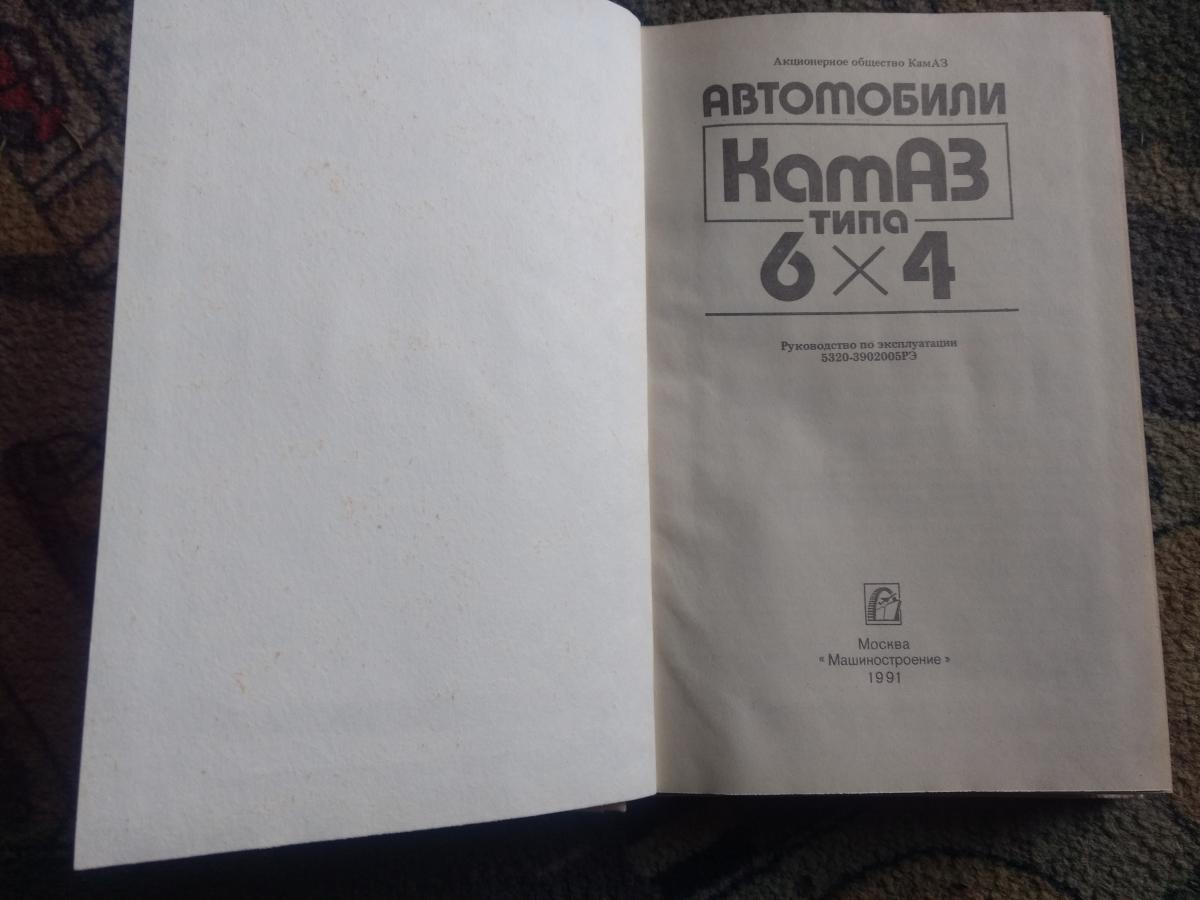 Акционерное общество КамАЗ
АВТОМОБИЛИ
КамАЗ
типа
6×4
Руководство по эксплуатации
5320-3902005РЭ
Москва
« Машиностроение »
1991